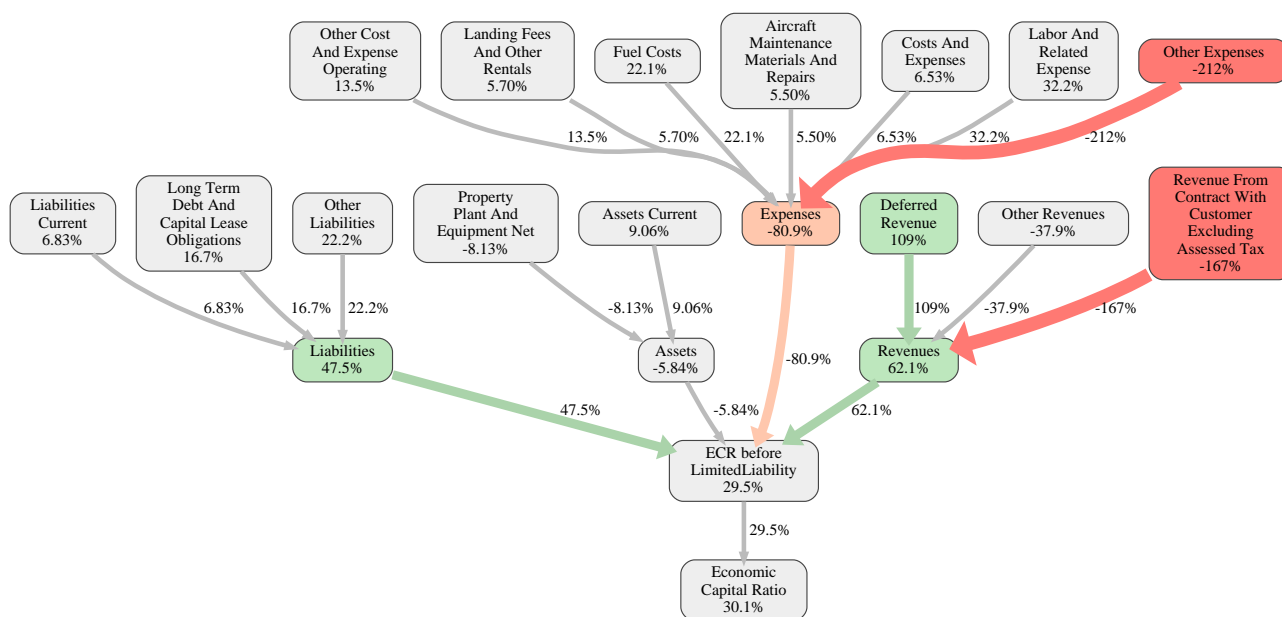 Other Cost
And Expense
Operating
13.5%
Landing Fees
And Other
Rentals
5.70%
Fuel Costs
22.1%
Aircraft
Maintenance
Materials And
Repairs
5.50%
Costs And
Expenses
6.53%
Labor And
Related
Expense
32.2%
Other Expenses
-212%
13.5%
5.70%
22.1%
5.50%
6.53%
32.2%
-212%
Liabilities
Current
6.83%
Long Term
Debt And
Capital Lease
Obligations
16.7%
Other
Liabilities
22.2%
Property
Plant And
Equipment Net
-8.13%
Assets Current
9.06%
Expenses
-80.9%
Deferred
Revenue
109%
Other Revenues
-37.9%
Revenue From
Contract With
Customer
Excluding
Assessed Tax
-167%
6.83%
16.7%
22.2%
-8.13%
9.06%
109%
-37.9%
-167%
Liabilities
47.5%
Assets
-5.84%
-80.9%
Revenues
62.1%
47.5%
-5.84%
62.1%
ECR before
LimitedLiability
29.5%
29.5%
Economic
Capital Ratio
30.1%